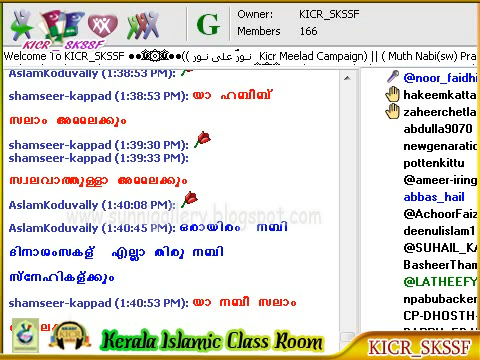 Owner: KICR_SKSSF
Members 166
G
KICR_SKSSF
Welcome To KICR_SKSSF ••۞۞•• ((نورٌ على نور Kicr Meelad Campaign) || ( Muth Nabi(sw) Pra
AslamKoduvally (1:38:53 PM):
shamseer-kappad (1:38:53 PM): യാ ഹബീബ്
സലാം അലൈക്കും
shamseer-kappad (1:39:30 PM):
shamseer-kappad (1:39:33 PM):
സ്വലവാത്തുള്ളാ അലൈക്കും
AslamKoduvally (1:40:08 PM):
www.sunnigallery.blogspot.com
AslamKoduvally (1:40:45 PM): ഒരായിരം നബി
ദിനാശംസകള് എല്ലാ തിരു നബി
സ്നേഹികള്ക്കും
shamseer-kappad (1:40:53 PM): യാ നബീ സലാം
@noor_faidhi
hakeemkatta
zaheerchetla
abdulla9070
newgenaratio
pottenkittu
@ameer-iring
abbas_hail
@AchoorFaiz
deenulislam1
@SUHAIL_KA
BasheerTham
@LATHEEFY
npabubacker
CP-DHOSTH-
Kerala Islamic Class Room
KICR_SKSSF